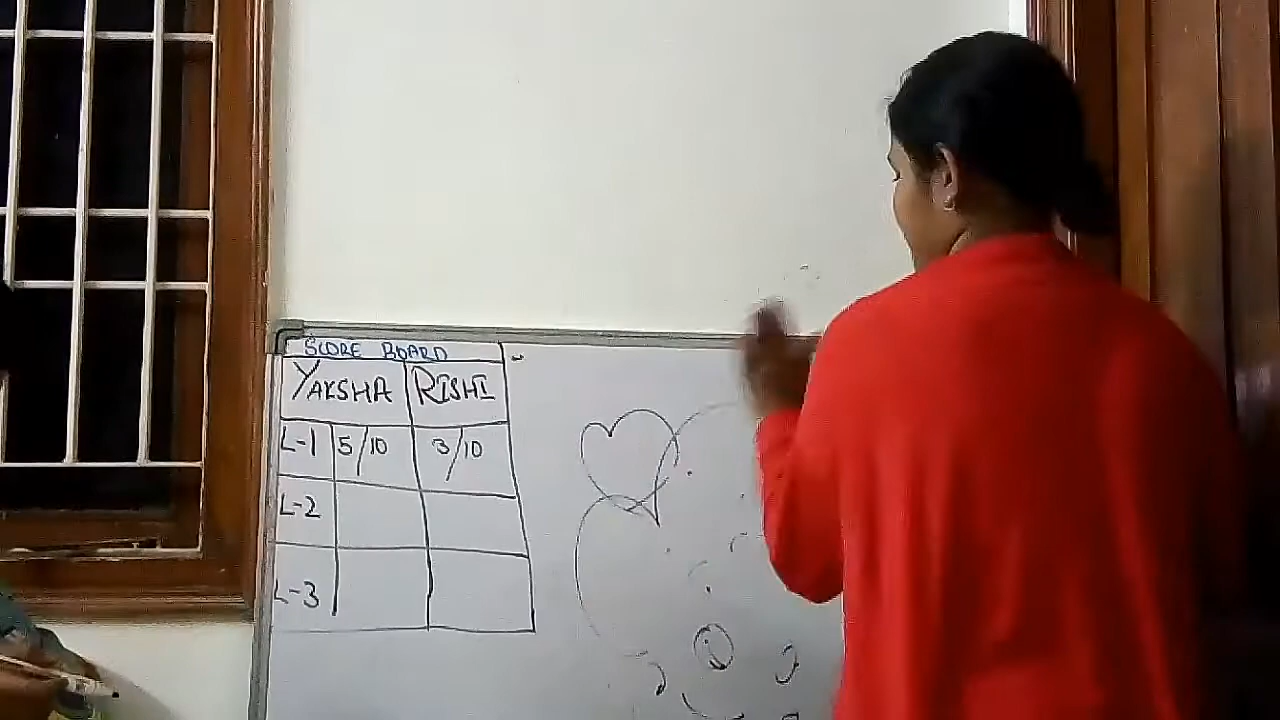 SCORE BOARD
YAKSHA RISHI
L-1 5/10 3/10
L-2
L-3